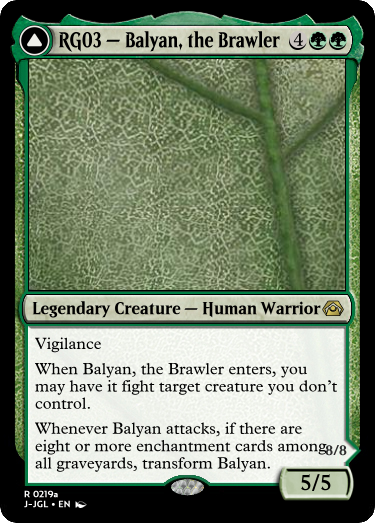 RG03 — Balyan, the Brawler 4
Legendary Creature — Human Warrior
Vigilance
When Balyan, the Brawler enters, you
may have it fight target creature you don't
control.
Whenever Balyan attacks, if there are
eight or more enchantment cards among
all graveyards, transform Balyan.
8/8
5/5
R 0219a
J-JGL • EN